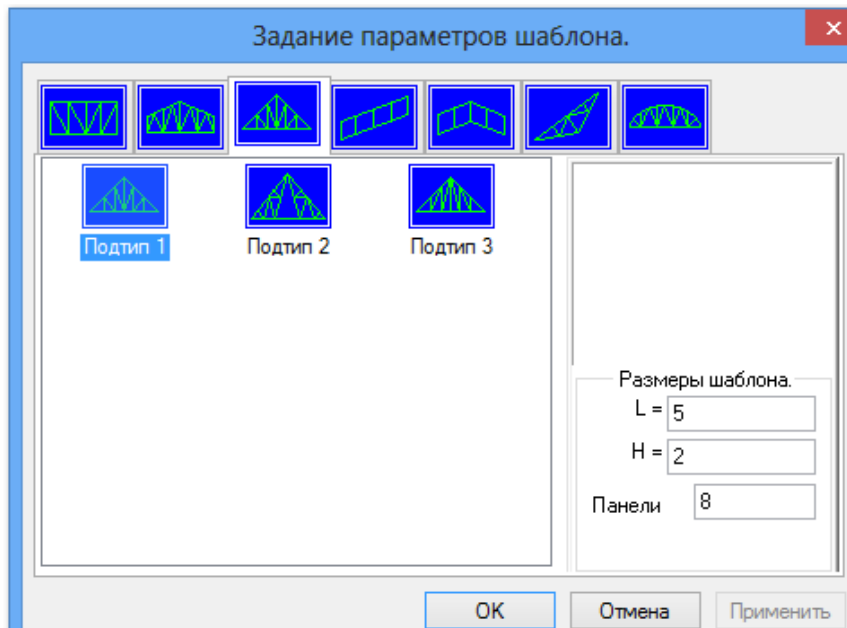 Задание параметров шаблона.
Подтип 1
Подтип 2
Подтип 3
Размеры шаблона.
L = 5
H = 2
Панели 8
OK
Отмена
Применить